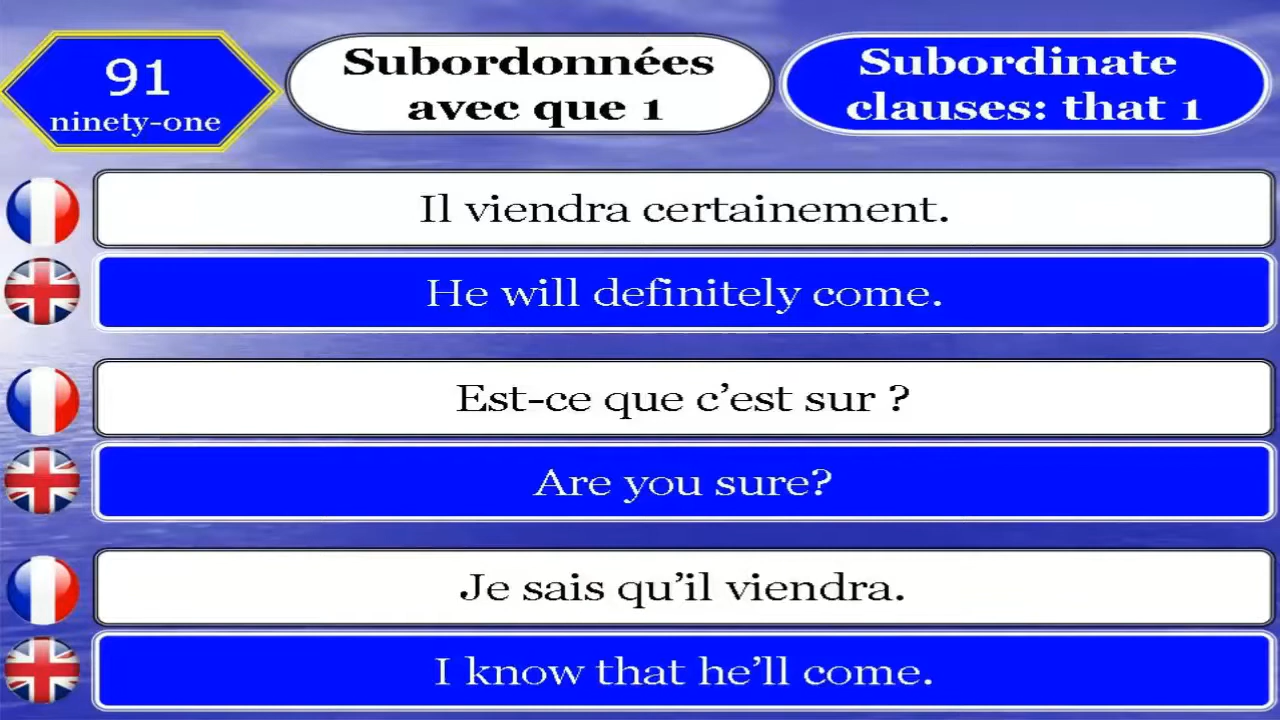 91
ninety-one
Subordonnées
avec que 1
Subordinate
clauses: that 1
Il viendra certainement.
He will definitely come.
Est-ce que c’est sur ?
Are you sure?
Je sais qu’il viendra.
I know that he’ll come.